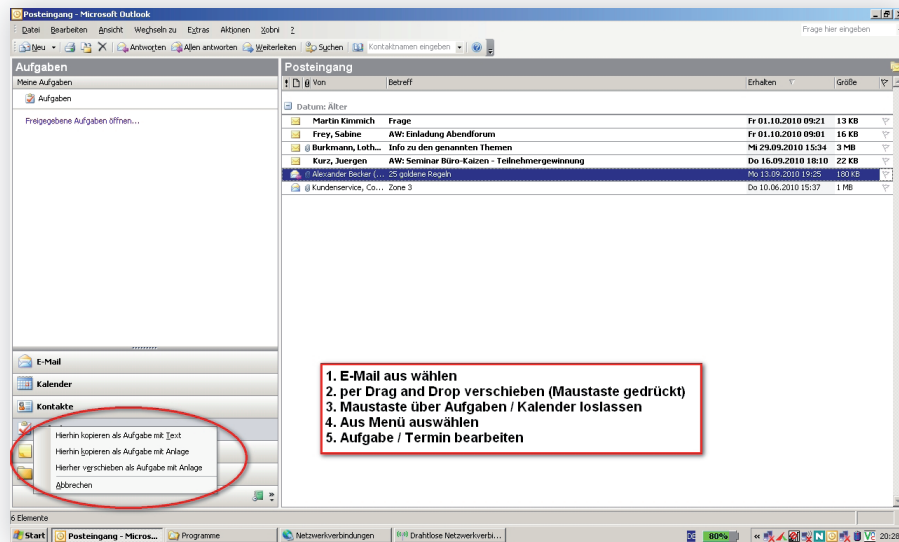 Posteingang - Microsoft Outlook
Datei Bearbeiten Ansicht Wechseln zu Extras Aktionen Xobni ?
Frage hier eingeben
Neu Antworten Allen antworten Weiterleiten Suchen Kontaktnamen eingeben
Aufgaben
Meine Aufgaben
Aufgaben
Freigegebene Aufgaben öffnen...
Posteingang
Von Betreff Erhalten Größe
Datum: Älter
Martin Kimmich Frage Fr 01.10.2010 09:21 13 KB
Frey, Sabine AW: Einladung Abendforum Fr 01.10.2010 09:01 16 KB
Burkmann, Loth... Info zu den genannten Themen Mi 29.09.2010 15:34 3 MB
Kurz, Juergen AW: Seminar Büro-Kaizen - Teilnehmergewinnung Do 16.09.2010 18:10 22 KB
Alexander Becker (... 25 goldene Regeln Mo 13.09.2010 19:25 180 KB
Kundenservice, Co... Zone 3 Do 10.06.2010 15:37 1 MB
E-Mail
Kalender
Kontakte
Hierhin kopieren als Aufgabe mit Text
Hierhin kopieren als Aufgabe mit Anlage
Hierher verschieben als Aufgabe mit Anlage
Abbrechen
1. E-Mail aus wählen
2. per Drag and Drop verschieben (Maustaste gedrückt)
3. Maustaste über Aufgaben / Kalender loslassen
4. Aus Menü auswählen
5. Aufgabe / Termin bearbeiten
6 Elemente
Start Posteingang - Micros... Programme Netzwerkverbindungen Drahtlose Netzwerkverbi... DE 80% « 20:28